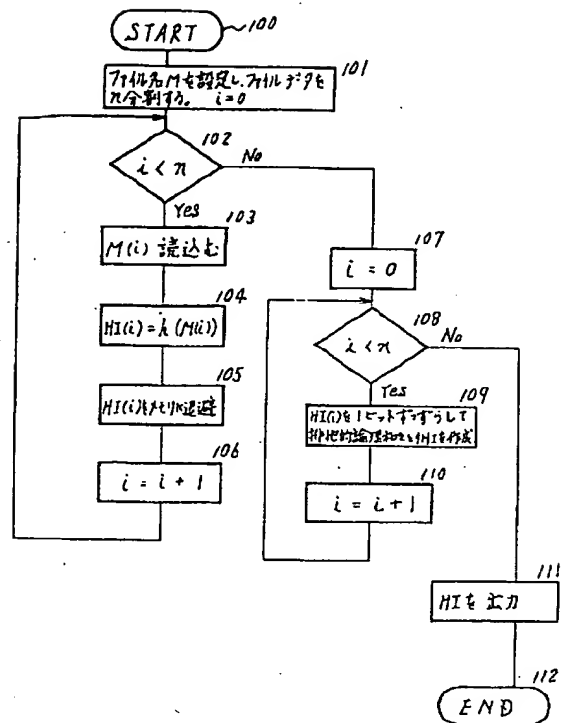 START
100
101
ファイル名Mを設定し、ファイルデータを
n分割する。 i=0
102
i < n
No
Yes
103
M(i) 読込む
104
HI(i)=h(M(i))
105
HI(i)をメモリに退避
106
i = i + 1
107
i = 0
108
i < n
No
Yes
109
HI(i)を1ビットずつずらして
排他的論理和をとりHIを作成
110
i = i + 1
111
HIを出力
112
END